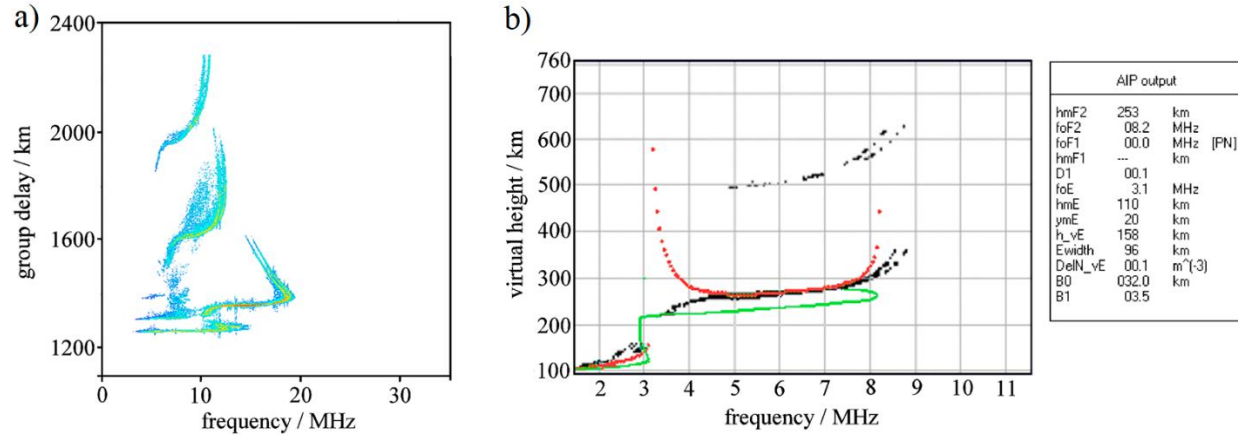 a)
2400
2000
1600
1200
group delay / km
0
10
20
30
frequency / MHz
b)
760
700
600
500
400
300
200
100
virtual height / km
2 3 4 5 6 7 8 9 10 11
frequency / MHz
AIP output
hmF2 253 km
foF2 08.2 MHz
foF1 00.0 MHz [PN]
hmF1 --- km
D1 00.1
foE 3.1 MHz
hmE 110 km
ymE 20 km
h_vE 158 km
Ewidth 96 km
DelN_vE 00.1 m^(-3)
B0 032.0 km
B1 03.5